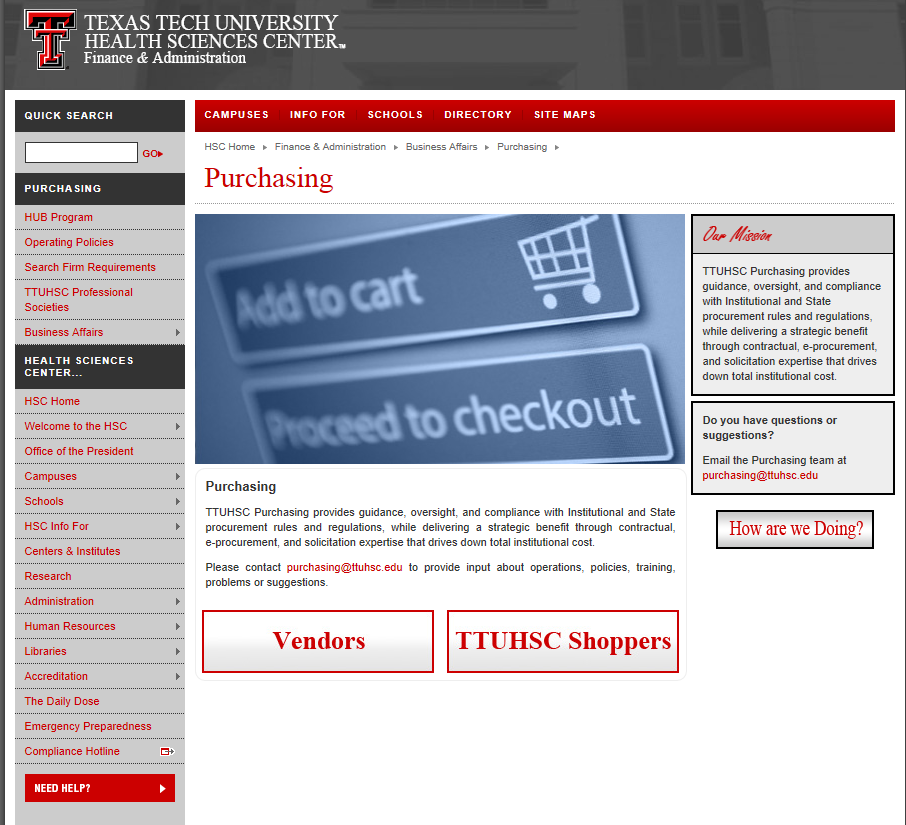 TEXAS TECH UNIVERSITY
HEALTH SCIENCES CENTER™
Finance & Administration
QUICK SEARCH
GO
PURCHASING
HUB Program
Operating Policies
Search Firm Requirements
TTUHSC Professional
Societies
Business Affairs
HEALTH SCIENCES
CENTER...
HSC Home
Welcome to the HSC
Office of the President
Campuses
Schools
HSC Info For
Centers & Institutes
Research
Administration
Human Resources
Libraries
Accreditation
The Daily Dose
Emergency Preparedness
Compliance Hotline
NEED HELP?
CAMPUSES INFO FOR SCHOOLS DIRECTORY SITE MAPS
HSC Home Finance & Administration Business Affairs Purchasing
Purchasing
Add to cart
Proceed to checkout
Purchasing
TTUHSC Purchasing provides guidance, oversight, and compliance with Institutional and State
procurement rules and regulations, while delivering a strategic benefit through contractual,
e-procurement, and solicitation expertise that drives down total institutional cost.
Please contact purchasing@ttuhsc.edu to provide input about operations, policies, training,
problems or suggestions.
Vendors
TTUHSC Shoppers
Our Mission
TTUHSC Purchasing provides
guidance, oversight, and compliance
with Institutional and State
procurement rules and regulations,
while delivering a strategic benefit
through contractual, e-procurement,
and solicitation expertise that drives
down total institutional cost.
Do you have questions or
suggestions?
Email the Purchasing team at
purchasing@ttuhsc.edu
How are we Doing?